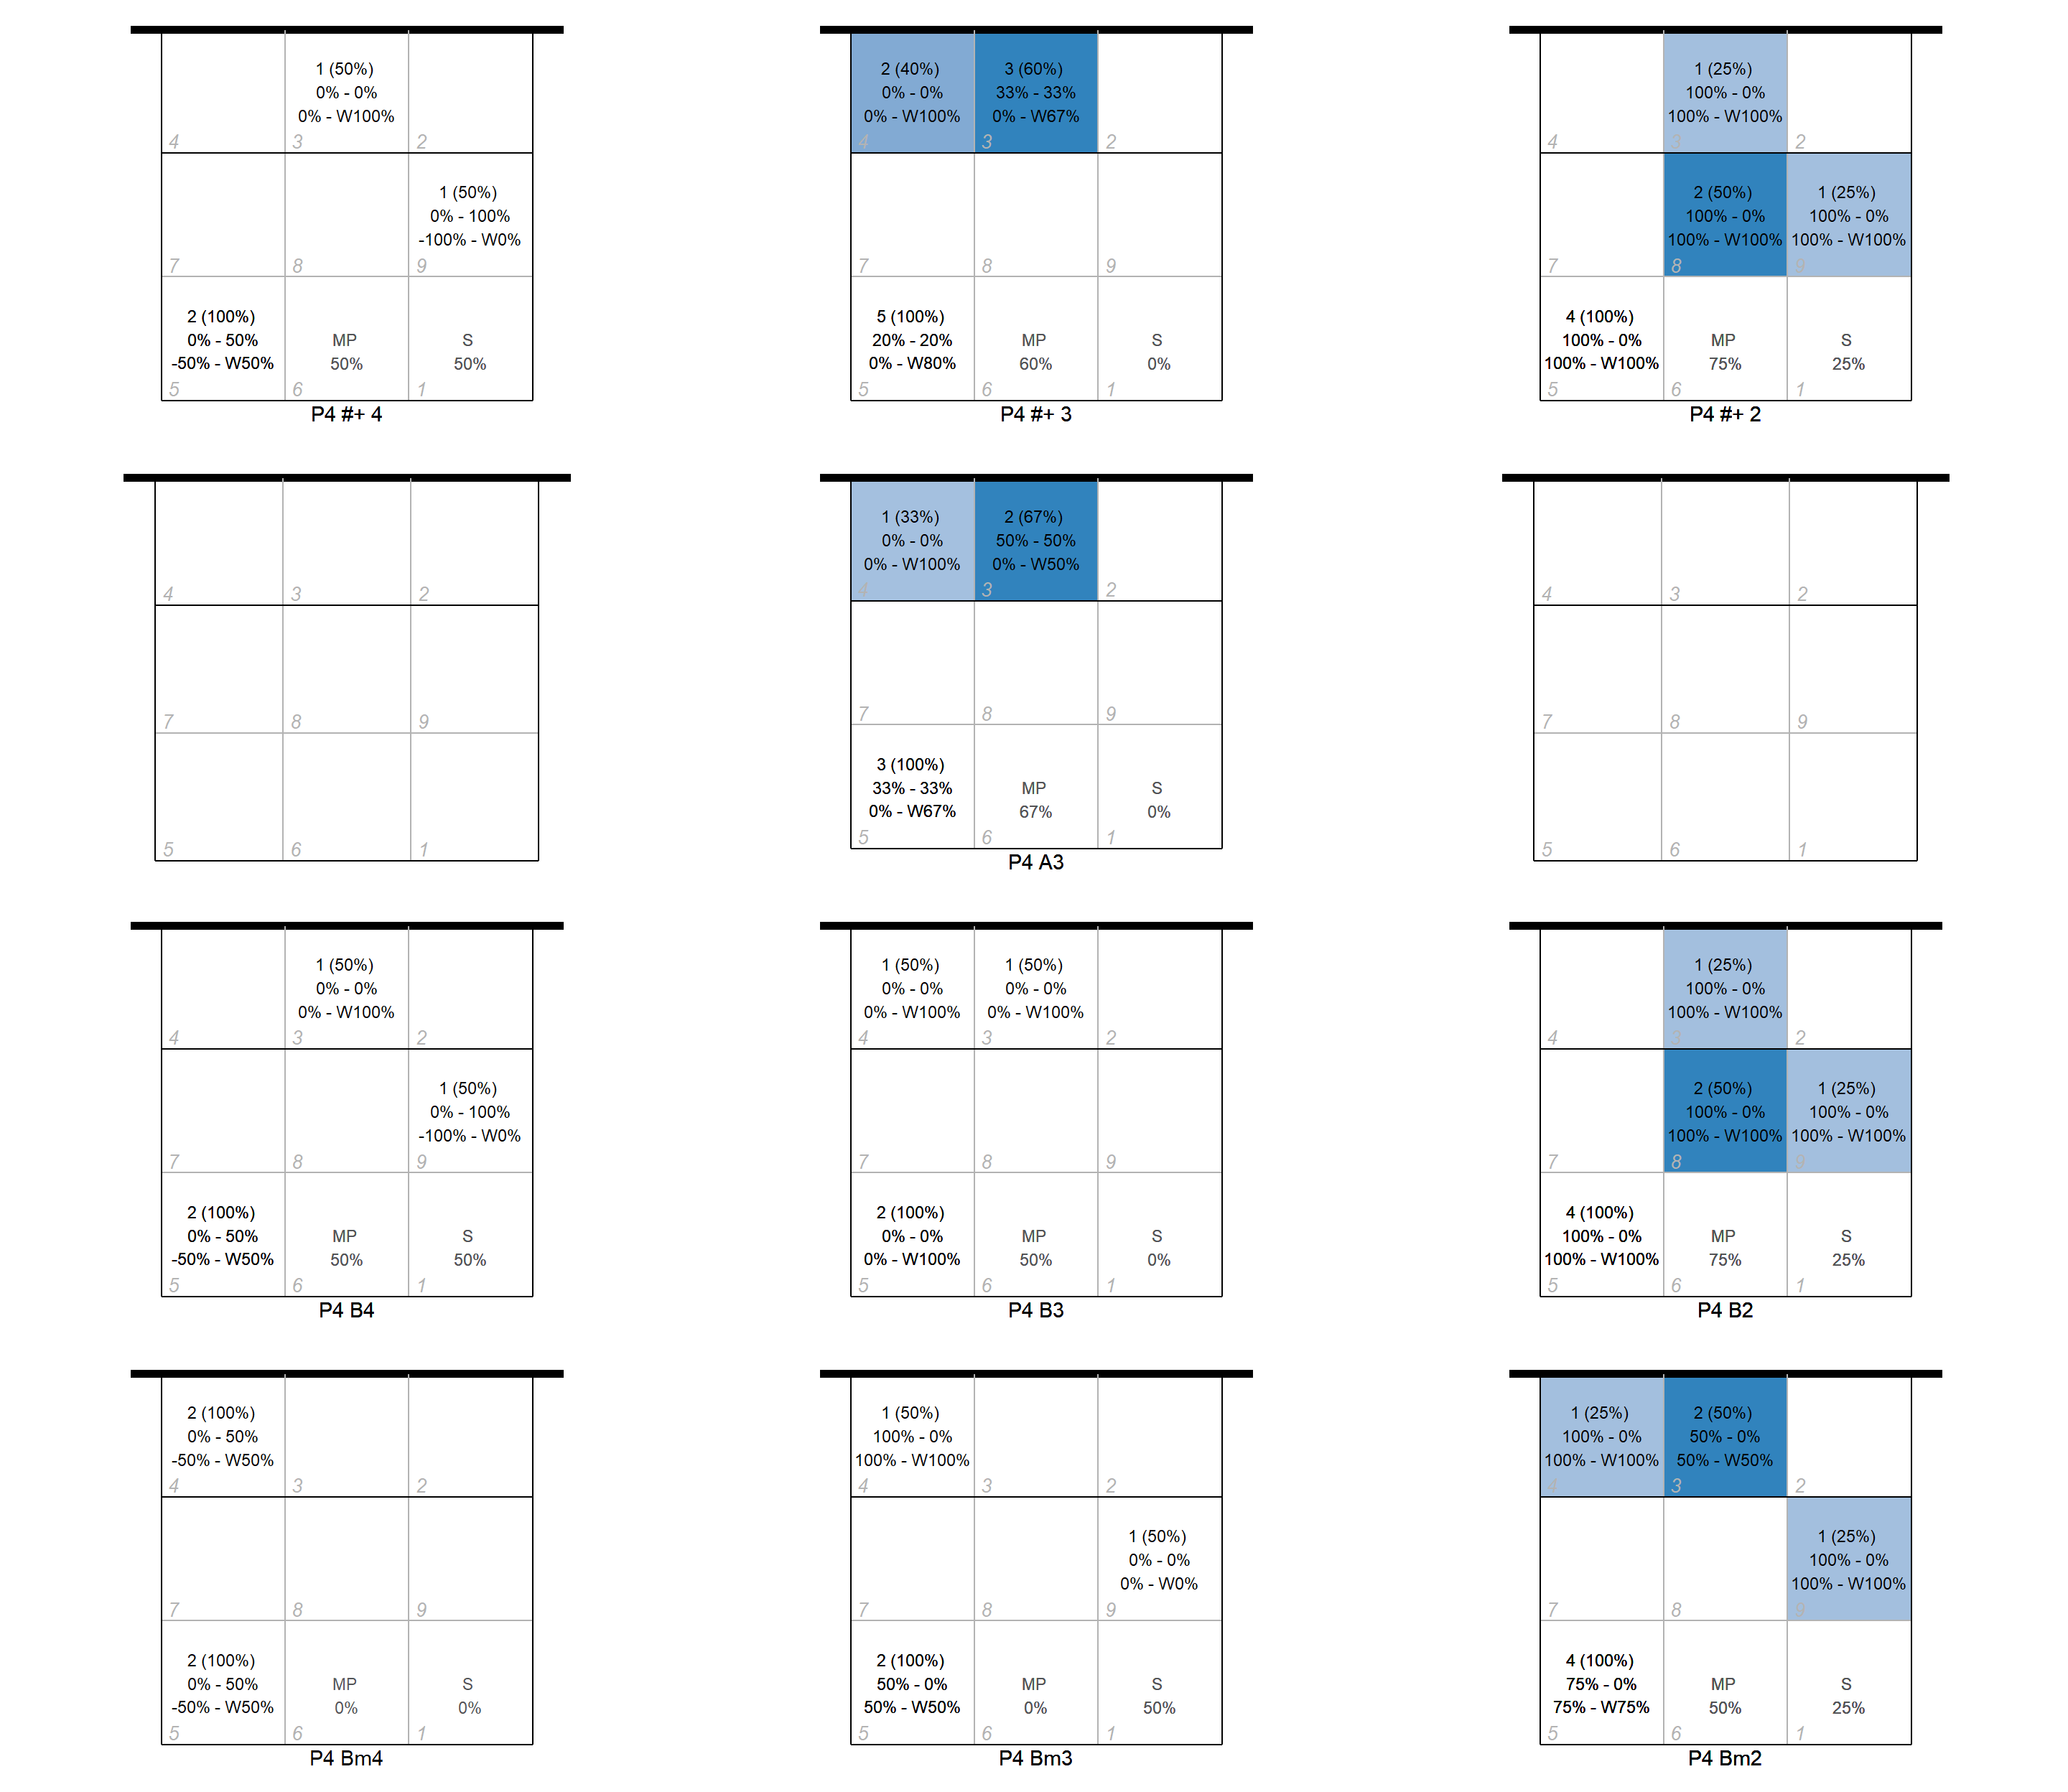 1 (50%)
0% - 0%
0% - W100%
4
3
2
1 (50%)
0% - 100%
-100% - W0%
7
8
9
2 (100%)
0% - 50%
-50% - W50%
MP
50%
S
50%
5
6
1
P4 #+ 4
2 (40%)
0% - 0%
0% - W100%
3 (60%)
33% - 33%
0% - W67%
4
3
2
7
8
9
5 (100%)
20% - 20%
0% - W80%
MP
60%
S
0%
5
6
1
P4 #+ 3
1 (25%)
100% - 0%
100% - W100%
4
3
2
2 (50%)
100% - 0%
100% - W100%
1 (25%)
100% - 0%
100% - W100%
7
8
9
4 (100%)
100% - 0%
100% - W100%
MP
75%
S
25%
5
6
1
P4 #+ 2
4
3
2
7
8
9
5
6
1
1 (33%)
0% - 0%
0% - W100%
2 (67%)
50% - 50%
0% - W50%
4
3
2
7
8
9
3 (100%)
33% - 33%
0% - W67%
MP
67%
S
0%
5
6
1
P4 A3
4
3
2
7
8
9
5
6
1
1 (50%)
0% - 0%
0% - W100%
4
3
2
1 (50%)
0% - 100%
-100% - W0%
7
8
9
2 (100%)
0% - 50%
-50% - W50%
MP
50%
S
50%
5
6
1
P4 B4
1 (50%)
0% - 0%
0% - W100%
1 (50%)
0% - 0%
0% - W100%
4
3
2
7
8
9
2 (100%)
0% - 0%
0% - W100%
MP
50%
S
0%
5
6
1
P4 B3
1 (25%)
100% - 0%
100% - W100%
4
3
2
2 (50%)
100% - 0%
100% - W100%
1 (25%)
100% - 0%
100% - W100%
7
8
9
4 (100%)
100% - 0%
100% - W100%
MP
75%
S
25%
5
6
1
P4 B2
2 (100%)
0% - 50%
-50% - W50%
4
3
2
7
8
9
2 (100%)
0% - 50%
-50% - W50%
MP
0%
S
0%
5
6
1
P4 Bm4
1 (50%)
100% - 0%
100% - W100%
4
3
2
1 (50%)
0% - 0%
0% - W0%
7
8
9
2 (100%)
50% - 0%
50% - W50%
MP
0%
S
50%
5
6
1
P4 Bm3
1 (25%)
100% - 0%
100% - W100%
2 (50%)
50% - 0%
50% - W50%
4
3
2
1 (25%)
100% - 0%
100% - W100%
7
8
9
4 (100%)
75% - 0%
75% - W75%
MP
50%
S
25%
5
6
1
P4 Bm2